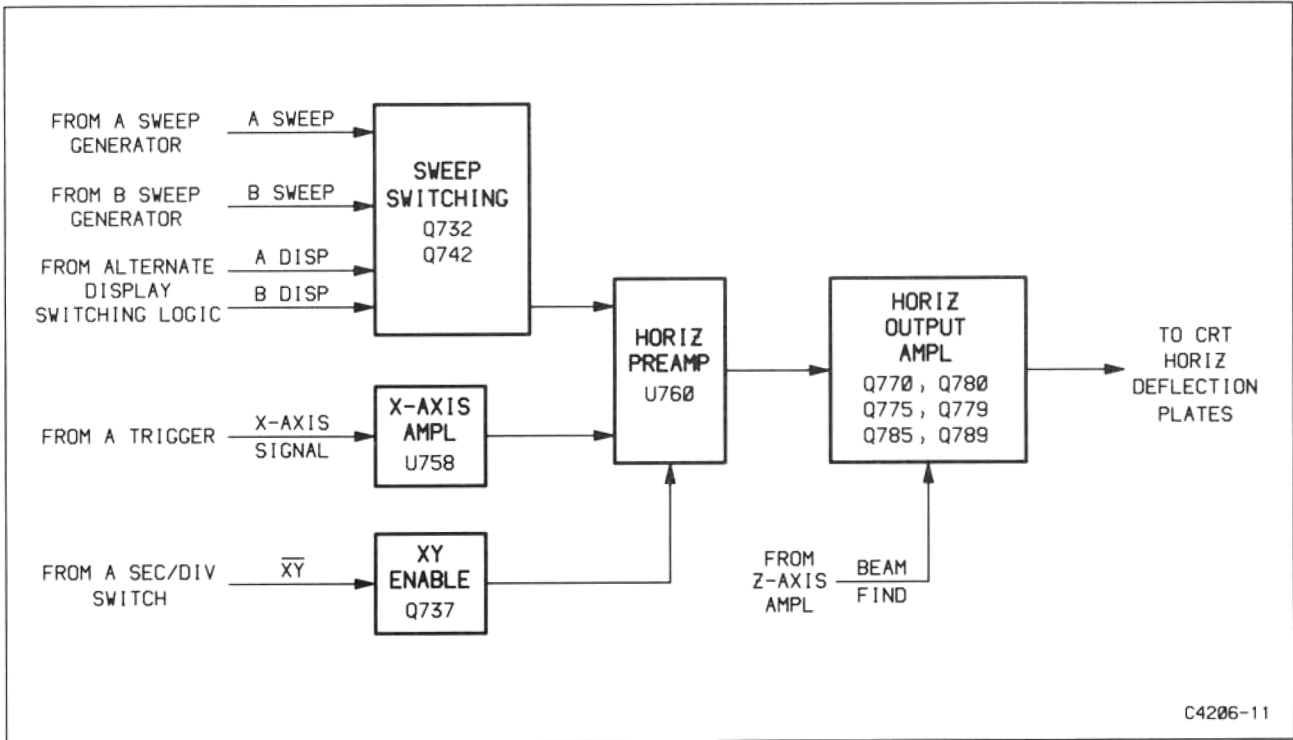 FROM A SWEEP
GENERATOR
A SWEEP
FROM B SWEEP
GENERATOR
B SWEEP
FROM ALTERNATE
DISPLAY
SWITCHING LOGIC
A DISP
B DISP
SWEEP
SWITCHING
Q732
Q742
FROM A TRIGGER
X-AXIS
SIGNAL
X-AXIS
AMPL
U758
FROM A SEC/DIV
SWITCH
X̅Y̅
XY
ENABLE
Q737
HORIZ
PREAMP
U760
HORIZ
OUTPUT
AMPL
Q770, Q780
Q775, Q779
Q785, Q789
FROM
Z-AXIS
AMPL
BEAM
FIND
TO CRT
HORIZ
DEFLECTION
PLATES
C4206-11